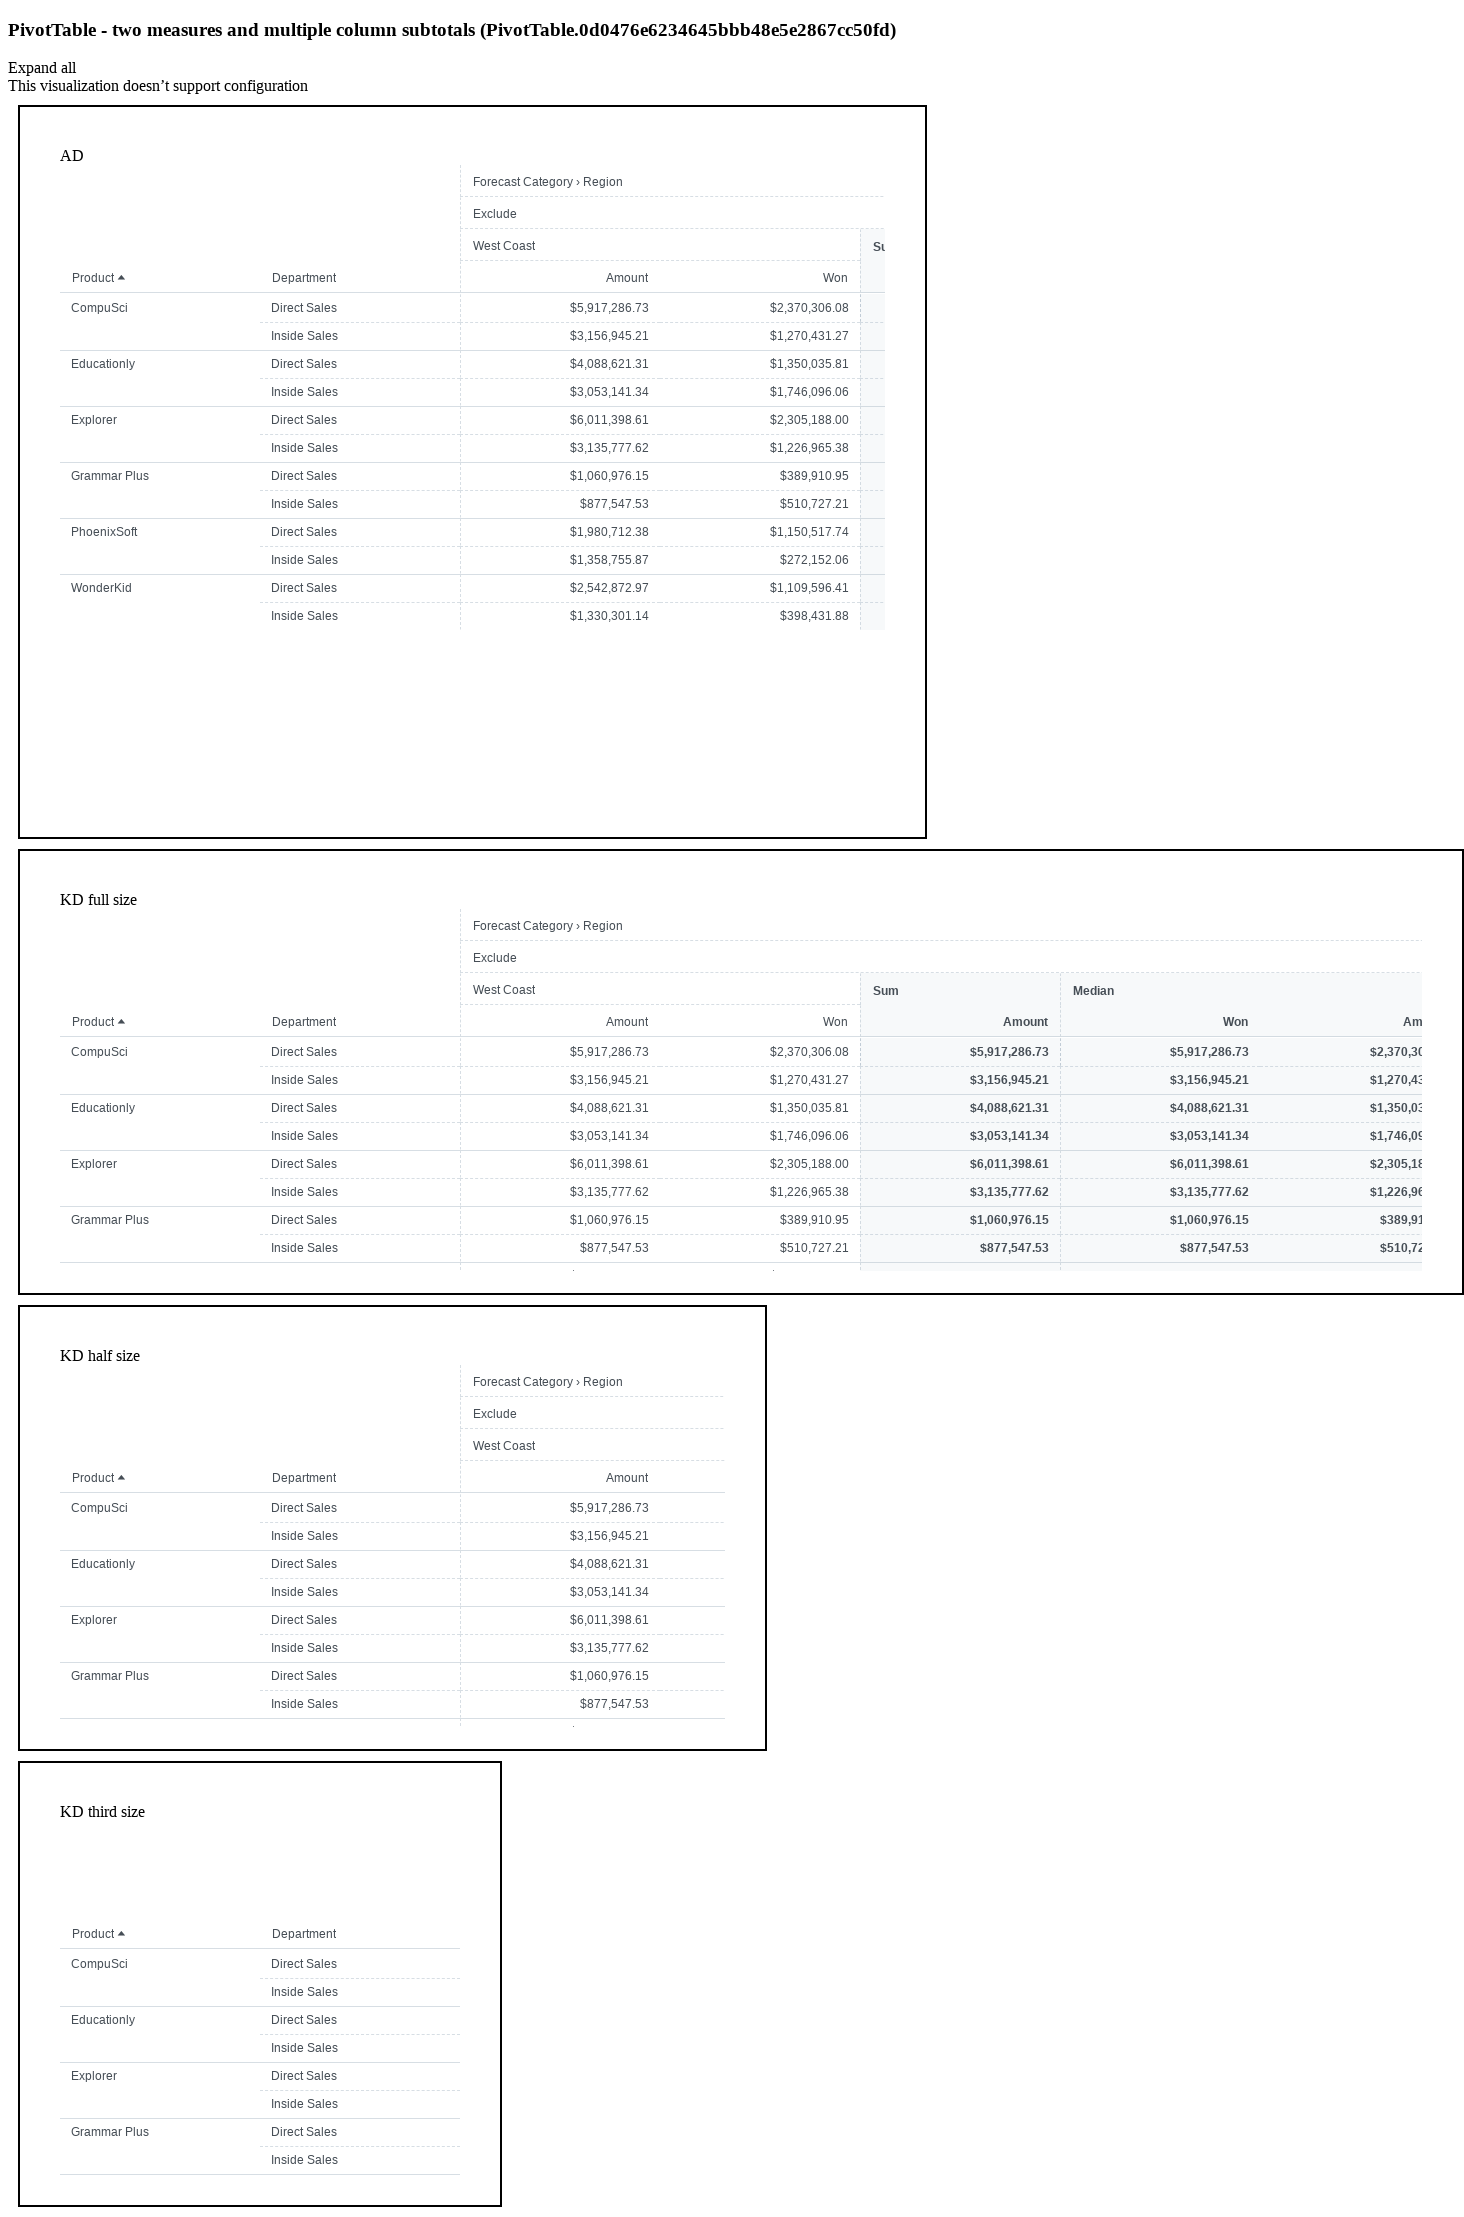 PivotTable - two measures and multiple column subtotals (PivotTable.0d0476e6234645bbb48e5e2867cc50fd)
Expand all
This visualization doesn’t support configuration
AD
Forecast Category › Region
Exclude
West Coast Su
Product Department Amount Won
CompuSci Direct Sales $5,917,286.73 $2,370,306.08
Inside Sales $3,156,945.21 $1,270,431.27
Educationly Direct Sales $4,088,621.31 $1,350,035.81
Inside Sales $3,053,141.34 $1,746,096.06
Explorer Direct Sales $6,011,398.61 $2,305,188.00
Inside Sales $3,135,777.62 $1,226,965.38
Grammar Plus Direct Sales $1,060,976.15 $389,910.95
Inside Sales $877,547.53 $510,727.21
PhoenixSoft Direct Sales $1,980,712.38 $1,150,517.74
Inside Sales $1,358,755.87 $272,152.06
WonderKid Direct Sales $2,542,872.97 $1,109,596.41
Inside Sales $1,330,301.14 $398,431.88
KD full size
Forecast Category › Region
Exclude
West Coast Sum Median
Product Department Amount Won Amount Won Am
CompuSci Direct Sales $5,917,286.73 $2,370,306.08 $5,917,286.73 $5,917,286.73 $2,370,30
Inside Sales $3,156,945.21 $1,270,431.27 $3,156,945.21 $3,156,945.21 $1,270,43
Educationly Direct Sales $4,088,621.31 $1,350,035.81 $4,088,621.31 $4,088,621.31 $1,350,03
Inside Sales $3,053,141.34 $1,746,096.06 $3,053,141.34 $3,053,141.34 $1,746,09
Explorer Direct Sales $6,011,398.61 $2,305,188.00 $6,011,398.61 $6,011,398.61 $2,305,18
Inside Sales $3,135,777.62 $1,226,965.38 $3,135,777.62 $3,135,777.62 $1,226,96
Grammar Plus Direct Sales $1,060,976.15 $389,910.95 $1,060,976.15 $1,060,976.15 $389,91
Inside Sales $877,547.53 $510,727.21 $877,547.53 $877,547.53 $510,72
KD half size
Forecast Category › Region
Exclude
West Coast
Product Department Amount
CompuSci Direct Sales $5,917,286.73
Inside Sales $3,156,945.21
Educationly Direct Sales $4,088,621.31
Inside Sales $3,053,141.34
Explorer Direct Sales $6,011,398.61
Inside Sales $3,135,777.62
Grammar Plus Direct Sales $1,060,976.15
Inside Sales $877,547.53
KD third size
Product Department
CompuSci Direct Sales
Inside Sales
Educationly Direct Sales
Inside Sales
Explorer Direct Sales
Inside Sales
Grammar Plus Direct Sales
Inside Sales